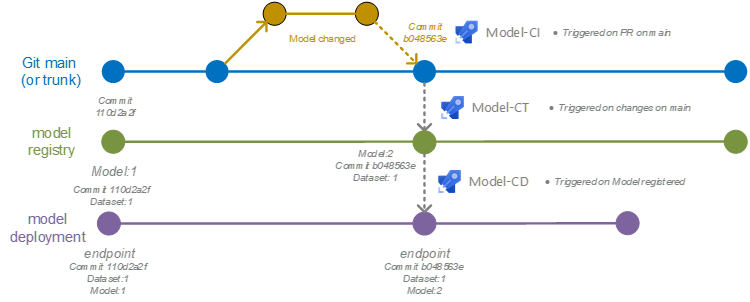 Commit
b048563e
Model changed
Model-CI
• Triggered on PR on main
Git main
(or trunk)
Commit
110d2a2f
Model-CT
• Triggered on changes on main
model
registry
Model:1
Commit 110d2a2f
Dataset:1
Model:2
Commit b048563e
Dataset: 1
Model-CD
• Triggered on Model registered
model
deployment
endpoint
Commit 110d2a2f
Dataset:1
Model:1
endpoint
Commit b048563e
Dataset:1
Model:2